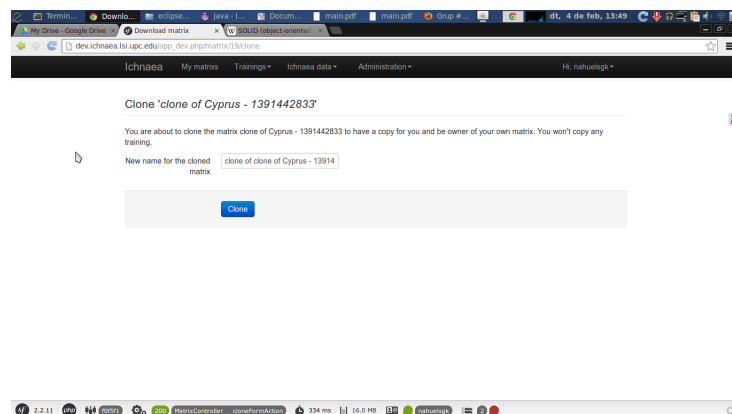 Termin... Downlo... eclipse... Java - I... Docum... main.pdf main.pdf Grup #... dt, 4 de feb, 13:49
My Drive - Google Drive × Download matrix × SOLID (object-oriented ×
dev.ichnaea.lsi.upc.edu/app_dev.php/matrix/19/clone
Ichnaea My matrixs Trainings Ichnaea data Administration Hi, nahuelsgk
Clone 'clone of Cyprus - 1391442833'
You are about to clone the matrix clone of Cyprus - 1391442833 to have a copy for you and be owner of your own matrix. You won't copy any
training.
New name for the cloned
matrix
clone of clone of Cyprus - 13914
Clone
sf 2.2.11 php f0f5f1 200 MatrixController :: cloneFormAction 334 ms 16.0 MB nahuelsgk 2